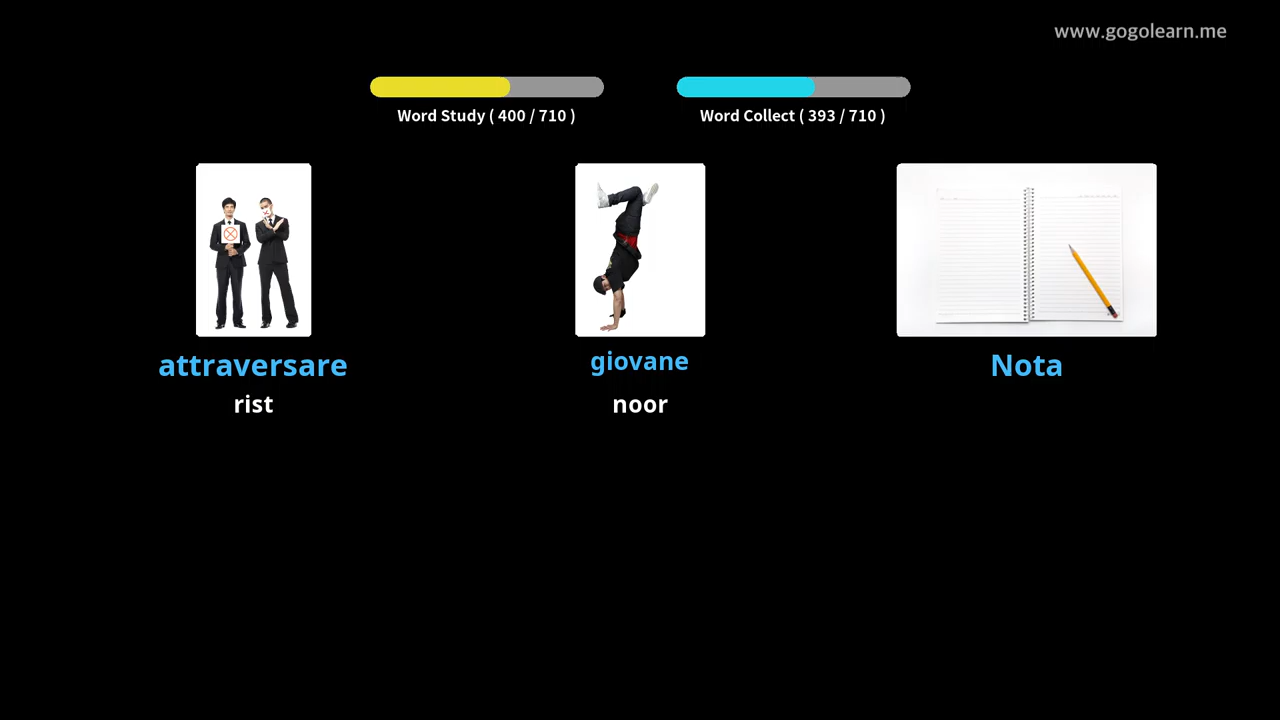 www.gogolearn.me
Word Study ( 400 / 710 )
Word Collect ( 393 / 710 )
attraversare
giovane
Nota
rist
noor